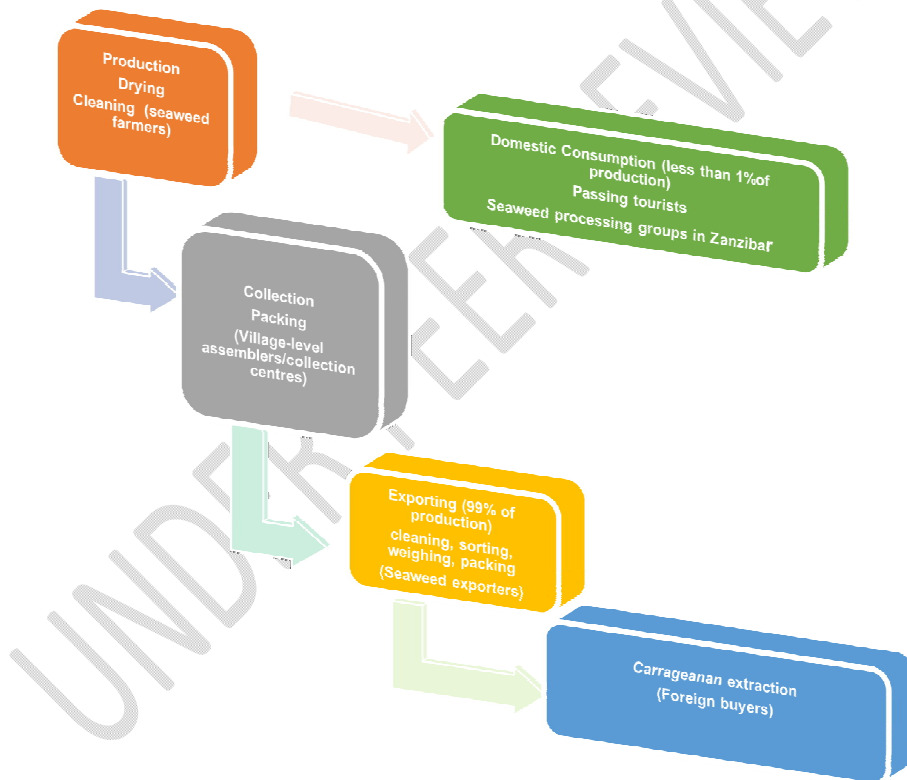 Production
Drying
Cleaning (seaweed
farmers)
Domestic Consumption (less than 1%of
production)
Passing tourists
Seaweed processing groups in Zanzibar
Collection
Packing
(Village-level
assemblers/collection
centres)
Exporting (99% of
production)
cleaning, sorting,
weighing, packing
(Seaweed exporters)
Carrageanan extraction
(Foreign buyers)
UNDER PEER REVIEW